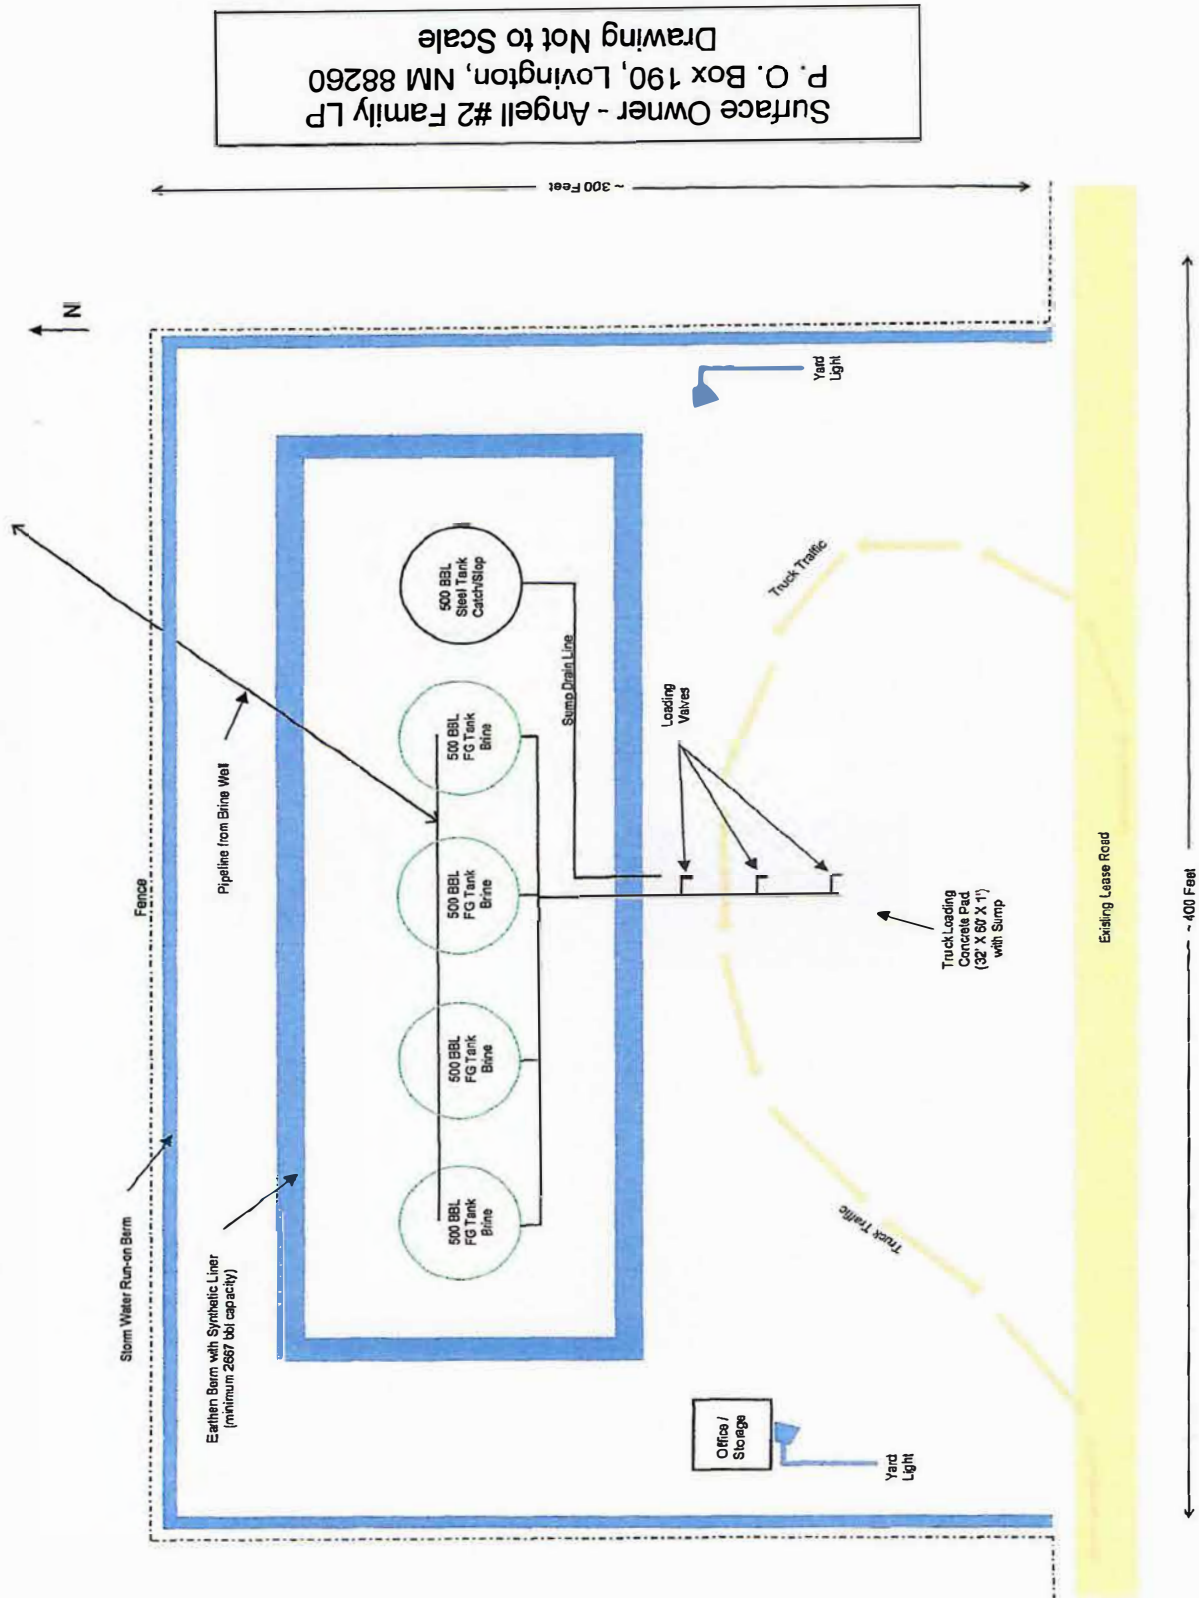 Surface Owner - Angell #2 Family LP
P. O. Box 190, Lovington, NM 88260
Drawing Not to Scale
~ 300 Feet
N
Fence
Storm Water Run-on Berm
Pipeline from Brine Well
Earthen Berm with Synthetic Liner
(minimum 2667 bbl capacity)
500 BBL
FG Tank
Brine
500 BBL
FG Tank
Brine
500 BBL
FG Tank
Brine
500 BBL
FG Tank
Brine
500 BBL
Steel Tank
Catch/Slop
Sump Drain Line
Loading
Valves
Yard
Light
Truck Traffic
Truck Traffic
Office /
Storage
Yard
Light
Truck Loading
Concrete Pad
(32' X 60' X 1')
with Sump
Existing Lease Road
~ 400 Feet